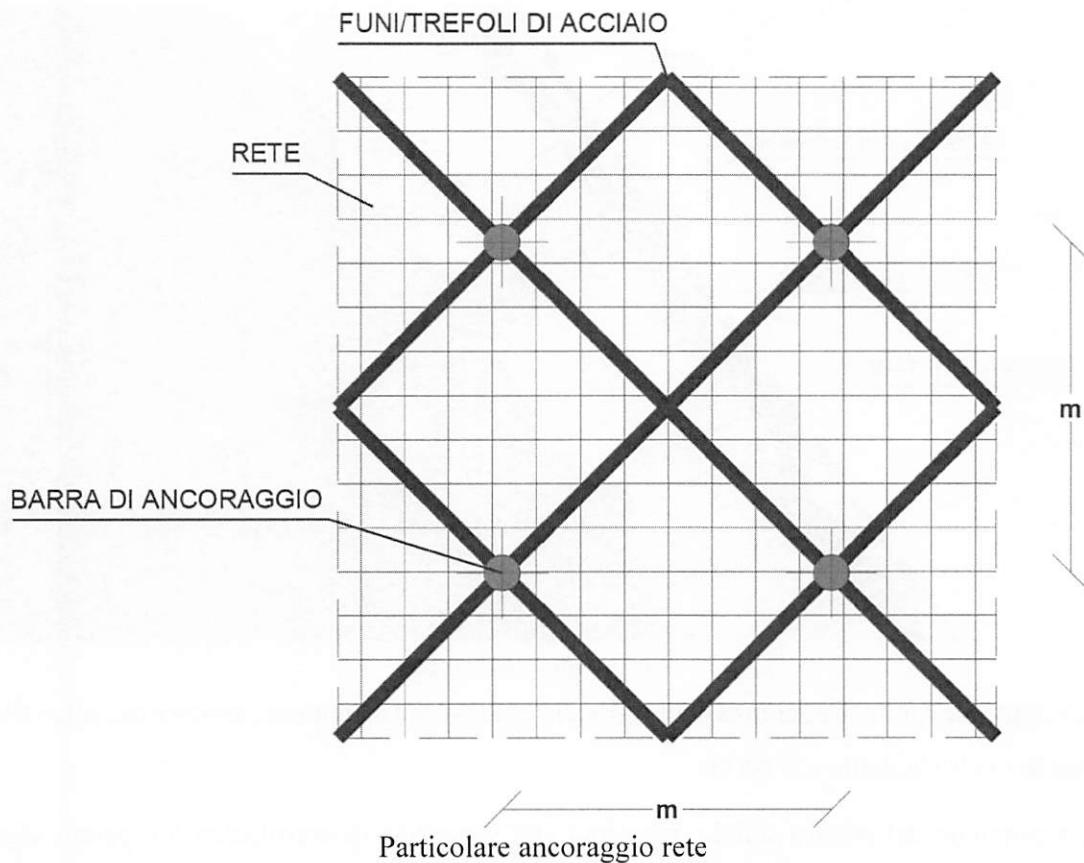 FUNI/TREFOLI DI ACCIAIO
RETE
m
BARRA DI ANCORAGGIO
m
Particolare ancoraggio rete